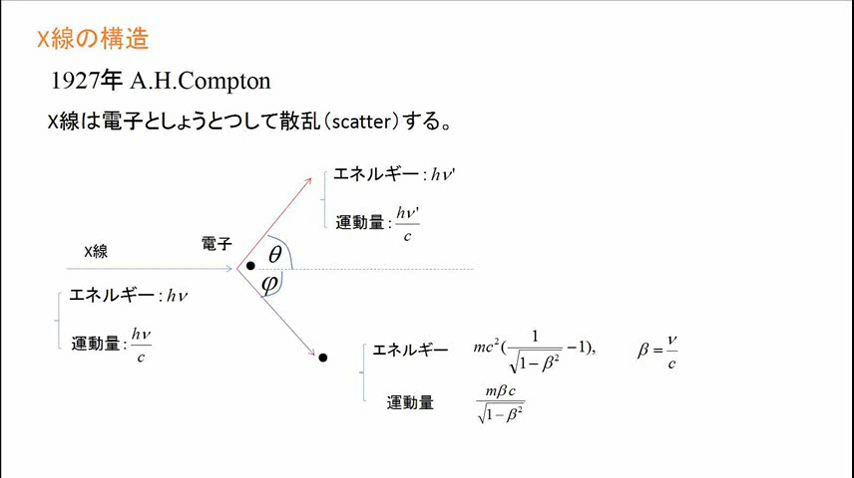 X線の構造
1927年 A.H.Compton
X線は電子としょうとつして散乱(scatter)する。
エネルギー:hν'
運動量:hν'/c
電子
X線
θ
φ
エネルギー:hν
運動量:hν/c
エネルギー mc²(1/√(1−β²) −1), β=ν/c
運動量 mβc/√(1−β²)